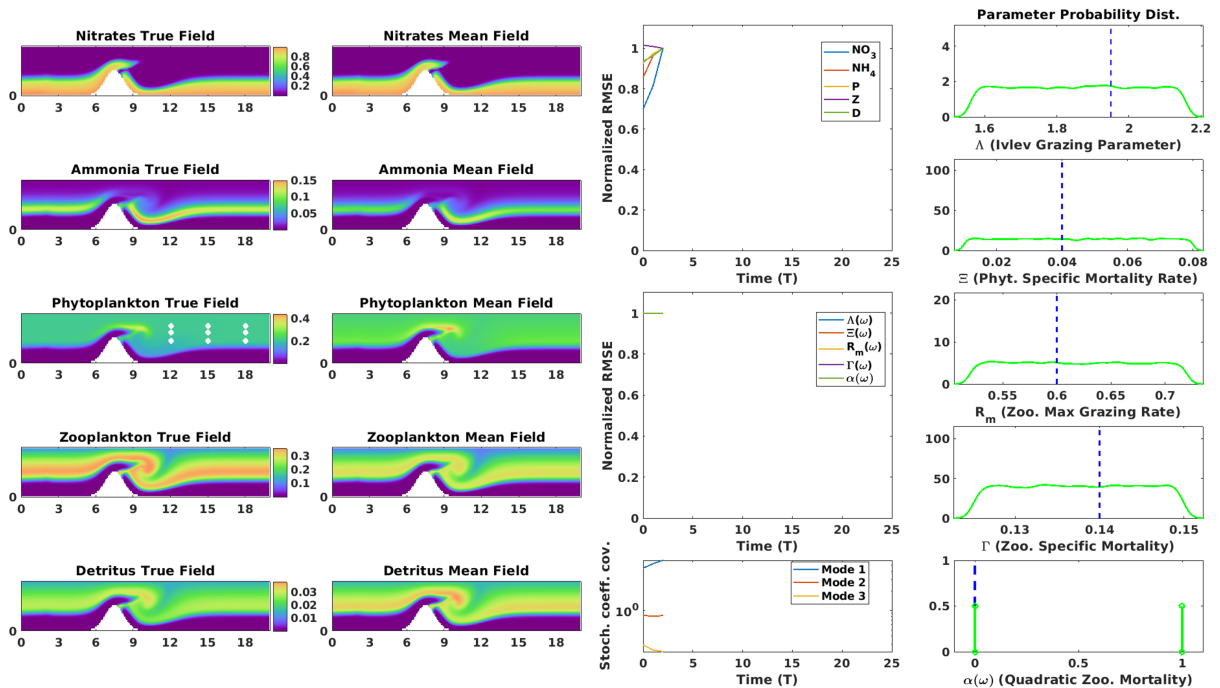 Nitrates True Field
0.8
0.6
0.4
0.2
0
0 3 6 9 12 15 18
Nitrates Mean Field
0
0 3 6 9 12 15 18
Ammonia True Field
0.15
0.1
0.05
0
0 3 6 9 12 15 18
Ammonia Mean Field
0
0 3 6 9 12 15 18
Phytoplankton True Field
0.4
0.2
0
0 3 6 9 12 15 18
Phytoplankton Mean Field
0
0 3 6 9 12 15 18
Zooplankton True Field
0.3
0.2
0.1
0
0 3 6 9 12 15 18
Zooplankton Mean Field
0
0 3 6 9 12 15 18
Detritus True Field
0.03
0.02
0.01
0
0 3 6 9 12 15 18
Detritus Mean Field
0
0 3 6 9 12 15 18
Normalized RMSE
1
0.8
0.6
0.4
0.2
0
0 5 10 15 20 25
Time (T)
NO3
NH4
P
Z
D
Normalized RMSE
1
0.8
0.6
0.4
0.2
0
0 5 10 15 20 25
Time (T)
Λ(ω)
Ξ(ω)
Rm(ω)
Γ(ω)
α(ω)
Stoch. coeff. cov.
10^0
0 5 10 15 20 25
Time (T)
Mode 1
Mode 2
Mode 3
Parameter Probability Dist.
4
2
0
1.6 1.8 2 2.2
Λ (Ivlev Grazing Parameter)
100
50
0
0.02 0.04 0.06 0.08
Ξ (Phyt. Specific Mortality Rate)
20
10
0
0.55 0.6 0.65 0.7
Rm (Zoo. Max Grazing Rate)
100
50
0
0.13 0.14 0.15
Γ (Zoo. Specific Mortality)
1
0.5
0
0 0.5 1
α(ω) (Quadratic Zoo. Mortality)